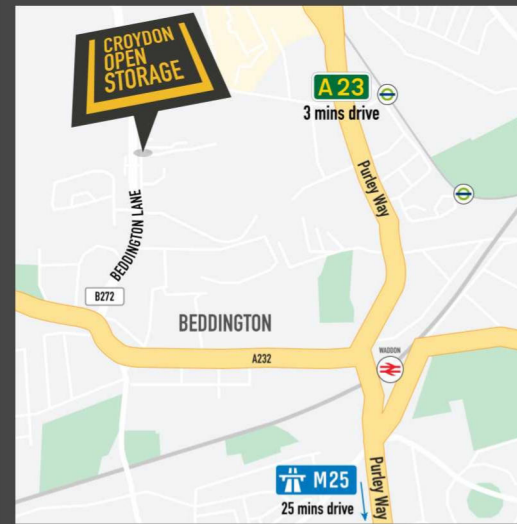 CROYDON
OPEN
STORAGE
A 23
3 mins drive
Purley Way
BEDDINGTON LANE
B272
BEDDINGTON
A232
WADDON
M25
25 mins drive
Purley Way